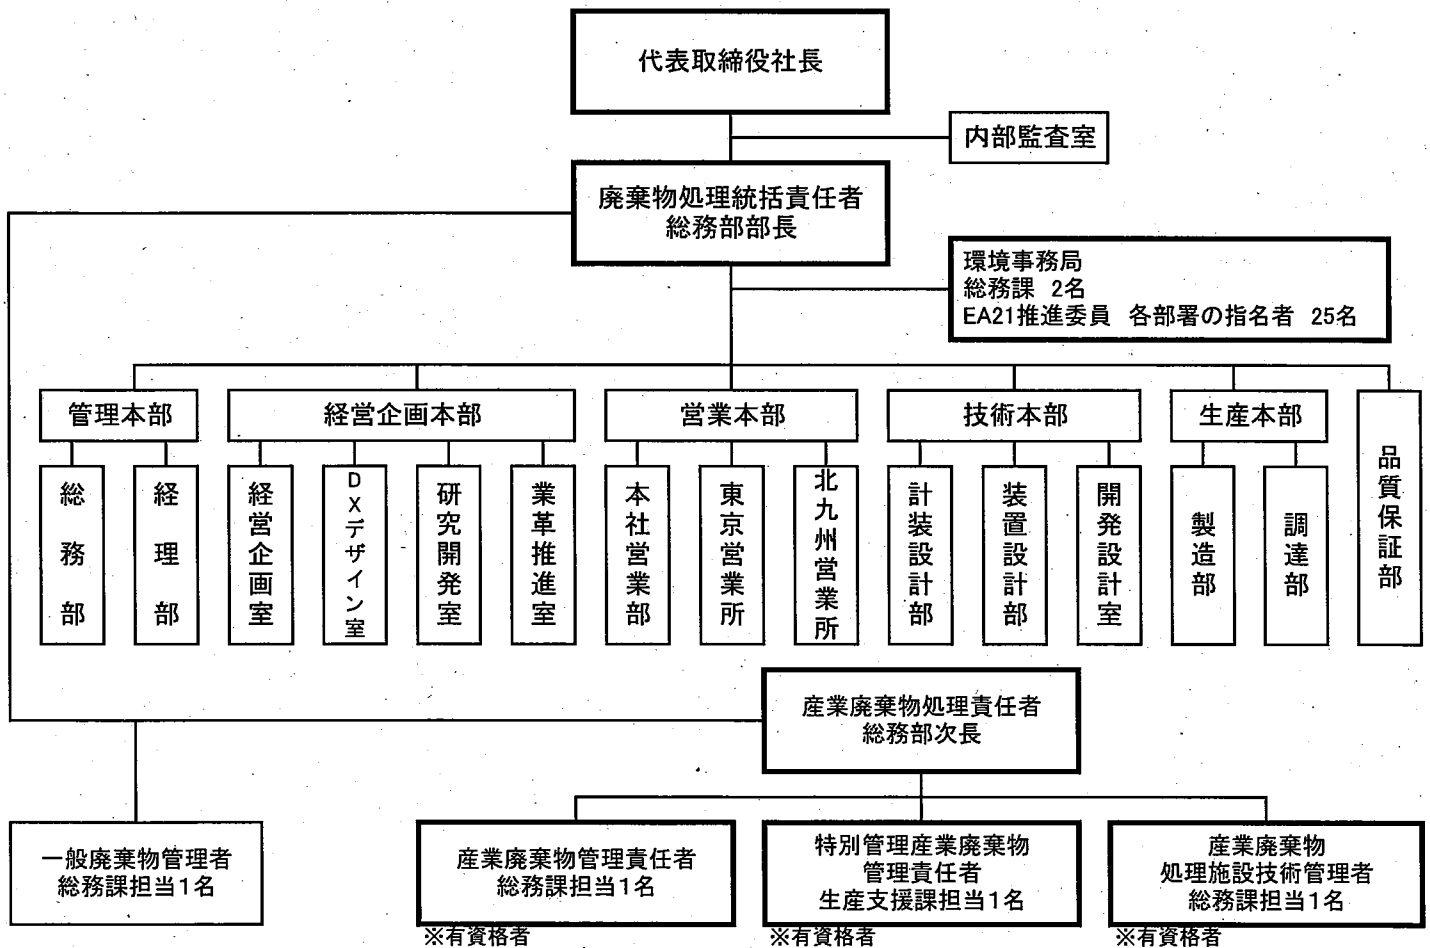 代表取締役社長
内部監査室
廃棄物処理統括責任者
総務部部長
環境事務局
総務課 2名
EA21推進委員 各部署の指名者 25名
管理本部
経営企画本部
営業本部
技術本部
生産本部
品質保証部
総務部
経理部
経営企画室
DXデザイン室
研究開発室
業革推進室
本社営業部
東京営業所
北九州営業所
計装設計部
装置設計部
開発設計室
製造部
調達部
産業廃棄物処理責任者
総務部次長
一般廃棄物管理者
総務課担当1名
産業廃棄物管理責任者
総務課担当1名
※有資格者
特別管理産業廃棄物
管理責任者
生産支援課担当1名
※有資格者
産業廃棄物
処理施設技術管理者
総務課担当1名
※有資格者